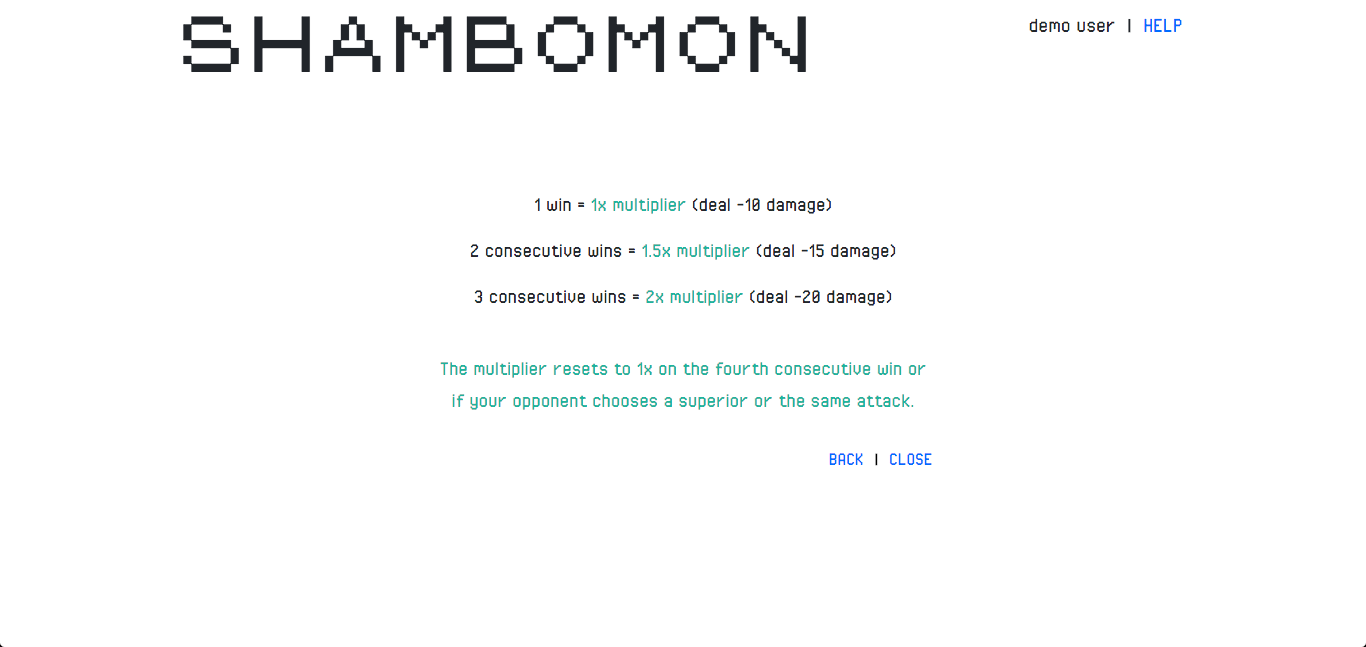 SHAMBOMON
demo user | HELP
1 win = 1x multiplier (deal -10 damage)
2 consecutive wins = 1.5x multiplier (deal -15 damage)
3 consecutive wins = 2x multiplier (deal -20 damage)
The multiplier resets to 1x on the fourth consecutive win or
if your opponent chooses a superior or the same attack.
BACK | CLOSE